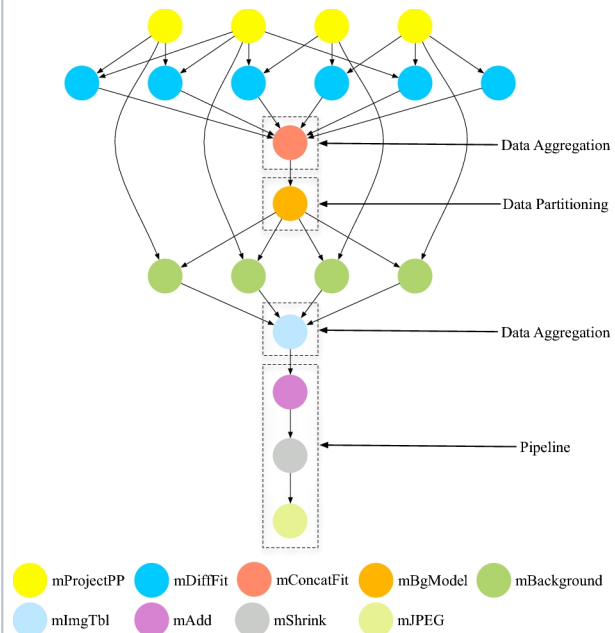 Data Aggregation
Data Partitioning
Data Aggregation
Pipeline
mProjectPP mDiffFit mConcatFit mBgModel mBackground
mImgTbl mAdd mShrink mJPEG